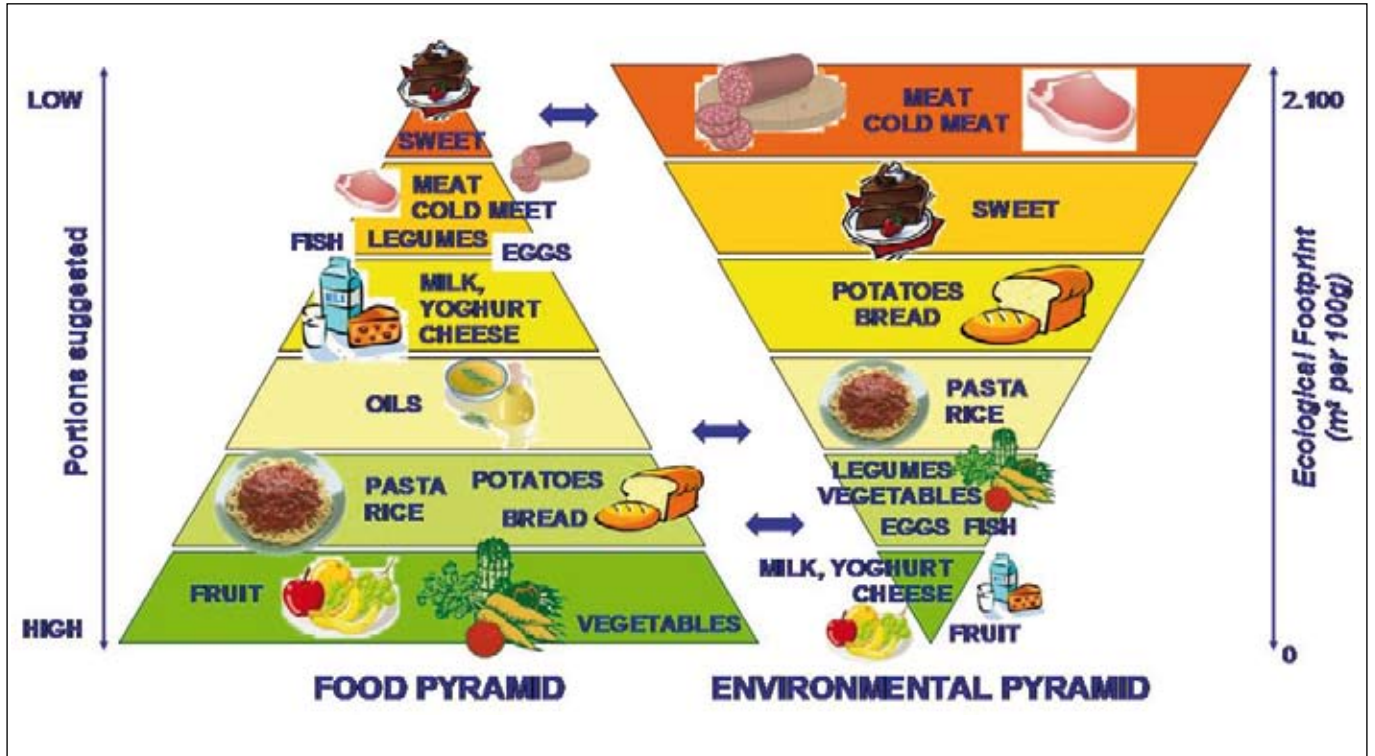 LOW
HIGH
Portions suggested
SWEET
MEAT
COLD MEET
FISH
LEGUMES
EGGS
MILK
MILK,
YOGHURT
CHEESE
OILS
PASTA
RICE
POTATOES
BREAD
FRUIT
VEGETABLES
FOOD PYRAMID
MEAT
COLD MEAT
SWEET
POTATOES
BREAD
PASTA
RICE
LEGUMES
VEGETABLES
EGGS FISH
MILK, YOGHURT
CHEESE
FRUIT
ENVIRONMENTAL PYRAMID
2.100
0
Ecological Footprint
(m² per 100g)